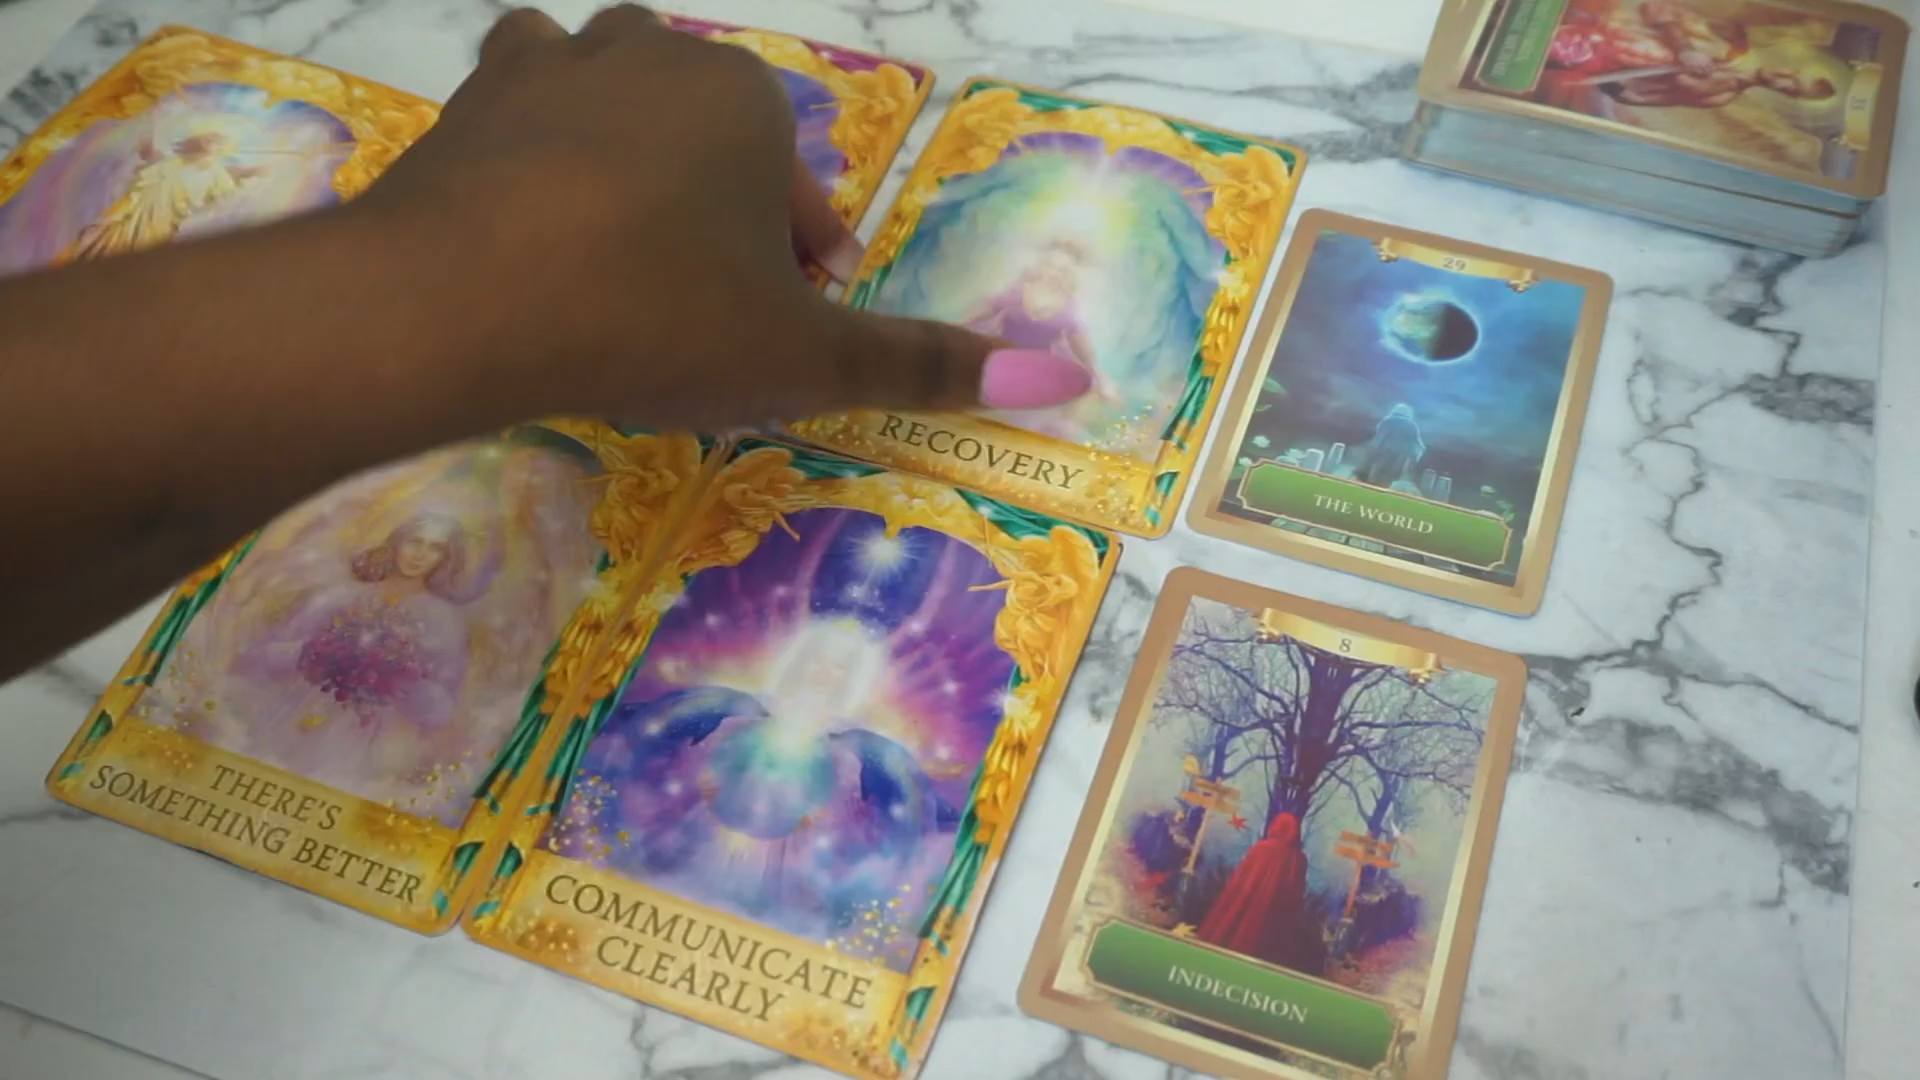 RECOVERY
29
THE WORLD
THERE'S
SOMETHING BETTER
COMMUNICATE
CLEARLY
8
INDECISION